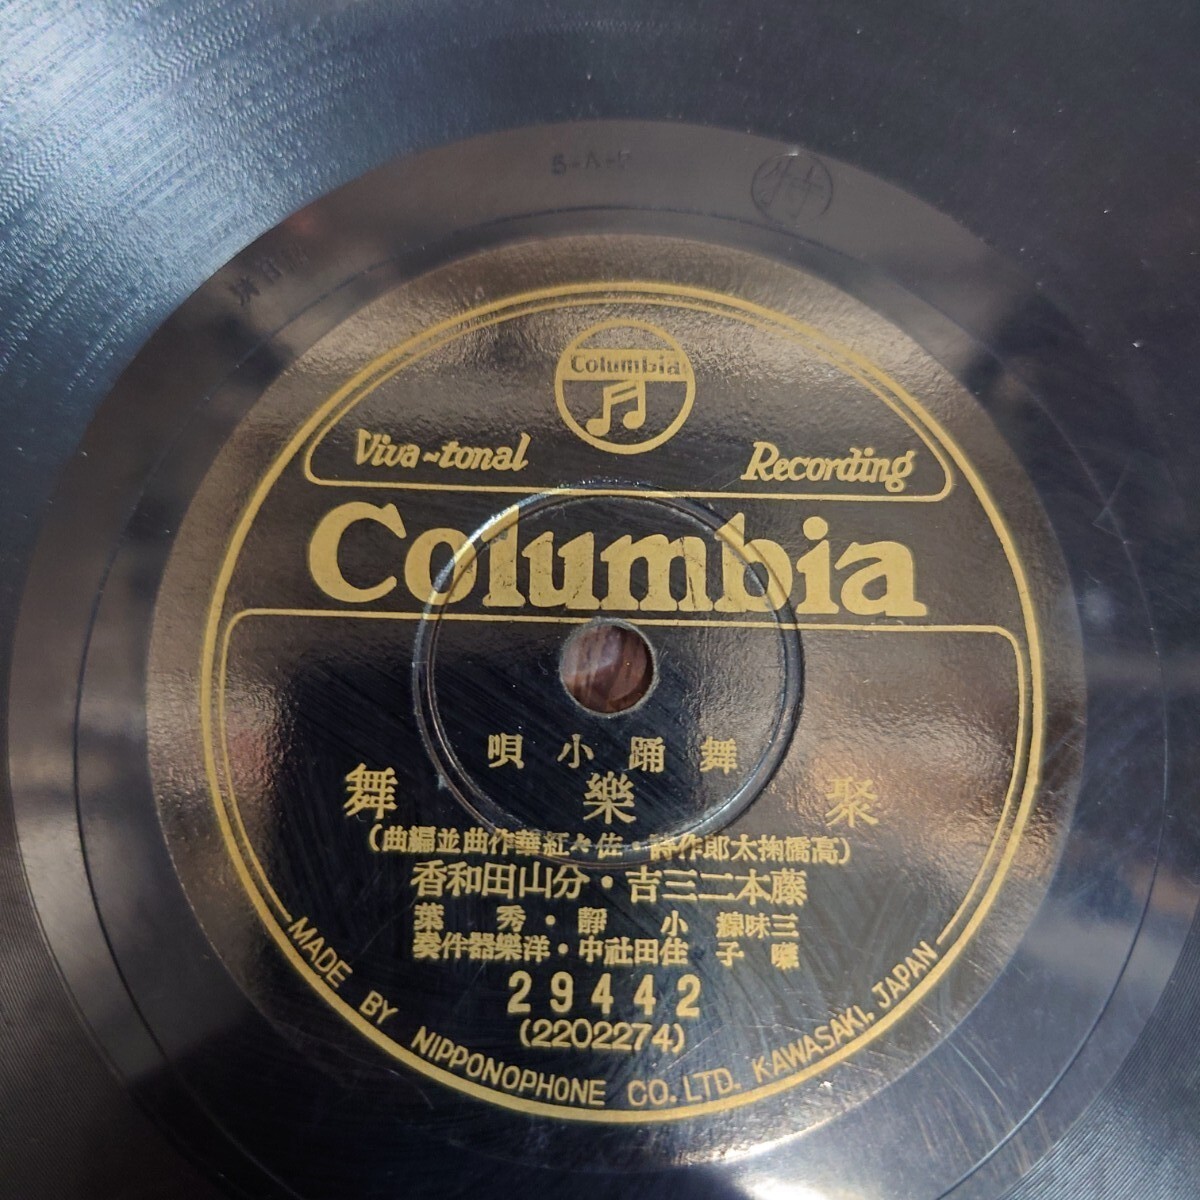 Columbia
Viva-tonal Recording
Columbia
舞踊小唄
聚樂舞
(高橋掬太郎作詩・佐々紅華作曲並編曲)
藤本二三吉・分山田和香
三味線 小靜・秀葉
囃子 住田社中・洋樂器伴奏
29442
(2202274)
MADE BY NIPPONOPHONE CO.LTD. KAWASAKI, JAPAN